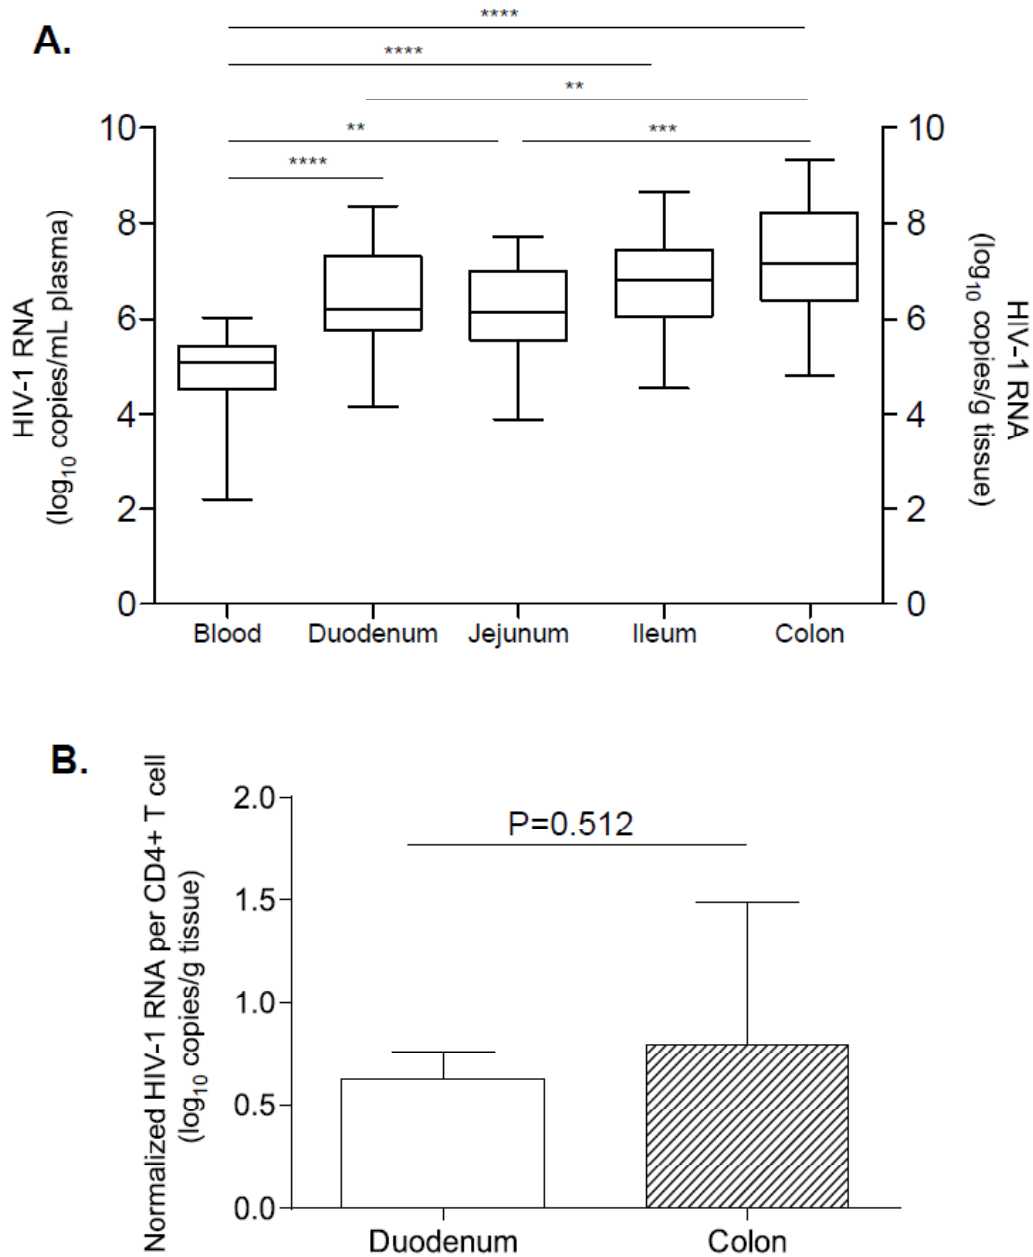 A.
****
****
**
**
***
****
HIV-1 RNA
(log10 copies/mL plasma)
10
8
6
4
2
0
10
8
6
4
2
0
HIV-1 RNA
(log10 copies/g tissue)
Blood Duodenum Jejunum Ileum Colon
B.
Normalized HIV-1 RNA per CD4+ T cell
(log10 copies/g tissue)
2.0
1.5
1.0
0.5
0.0
P=0.512
Duodenum Colon